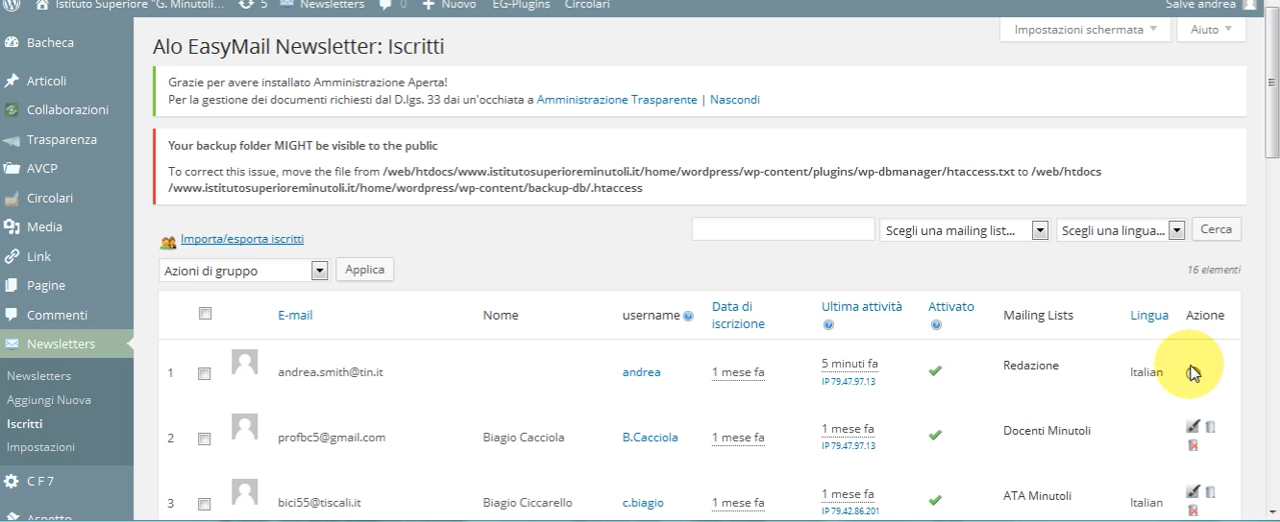 Istituto Superiore "G. Minutoli...
5
Newsletters
0
Nuovo
EG-Plugins
Circolari
Salve andrea
Bacheca
Articoli
Collaborazioni
Trasparenza
AVCP
Circolari
Media
Link
Pagine
Commenti
Newsletters
Newsletters
Aggiungi Nuova
Iscritti
Impostazioni
C F 7
Aspetto
Alo EasyMail Newsletter: Iscritti
Impostazioni schermata
Aiuto
Grazie per avere installato Amministrazione Aperta!
Per la gestione dei documenti richiesti dal D.lgs. 33 dai un'occhiata a Amministrazione Trasparente | Nascondi
Your backup folder MIGHT be visible to the public
To correct this issue, move the file from /web/htdocs/www.istitutosuperioreminutoli.it/home/wordpress/wp-content/plugins/wp-dbmanager/htaccess.txt to /web/htdocs
/www.istitutosuperioreminutoli.it/home/wordpress/wp-content/backup-db/.htaccess
Importa/esporta iscritti
Scegli una mailing list...
Scegli una lingua...
Cerca
Azioni di gruppo
Applica
16 elementi
E-mail Nome username Data di iscrizione Ultima attività Attivato Mailing Lists Lingua Azione
1 andrea.smith@tin.it andrea 1 mese fa 5 minuti fa Redazione Italian
IP 79.47.97.13
2 profbc5@gmail.com Biagio Cacciola B.Cacciola 1 mese fa 1 mese fa Docenti Minutoli
IP 79.47.97.13
3 bici55@tiscali.it Biagio Ciccarello c.biagio 1 mese fa 1 mese fa ATA Minutoli Italian
IP 79.42.86.201